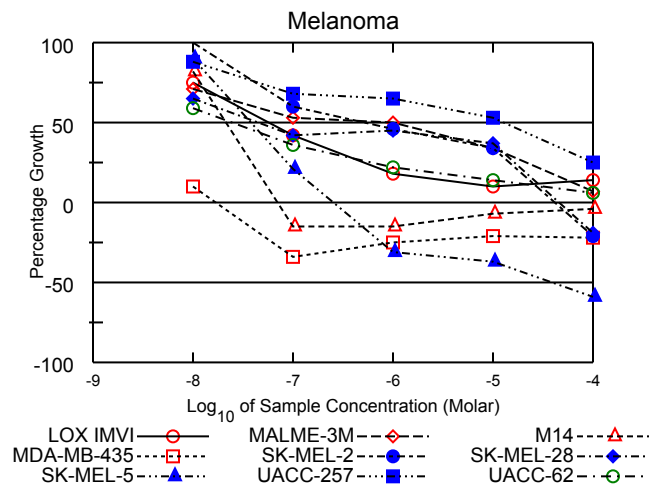 Melanoma
100
50
0
-50
-100
Percentage Growth
-9 -8 -7 -6 -5 -4
Log10 of Sample Concentration (Molar)
LOX IMVI MALME-3M M14
MDA-MB-435 SK-MEL-2 SK-MEL-28
SK-MEL-5 UACC-257 UACC-62